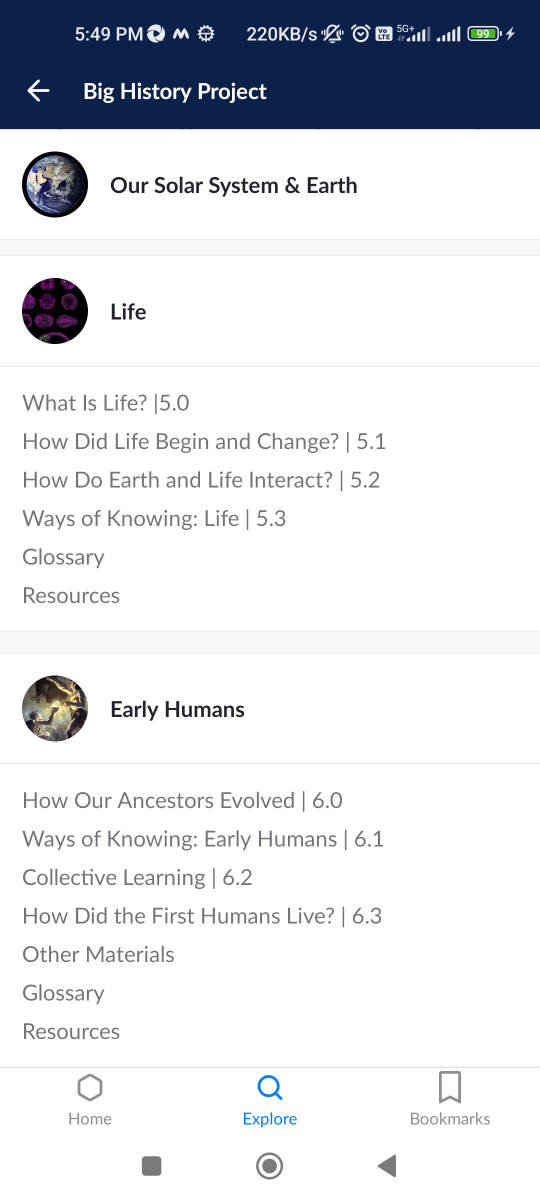 5:49 PM 220KB/s Vo LTE 5G+ 99
Big History Project
Our Solar System & Earth
Life
What Is Life? |5.0
How Did Life Begin and Change? | 5.1
How Do Earth and Life Interact? | 5.2
Ways of Knowing: Life | 5.3
Glossary
Resources
Early Humans
How Our Ancestors Evolved | 6.0
Ways of Knowing: Early Humans | 6.1
Collective Learning | 6.2
How Did the First Humans Live? | 6.3
Other Materials
Glossary
Resources
Home Explore Bookmarks